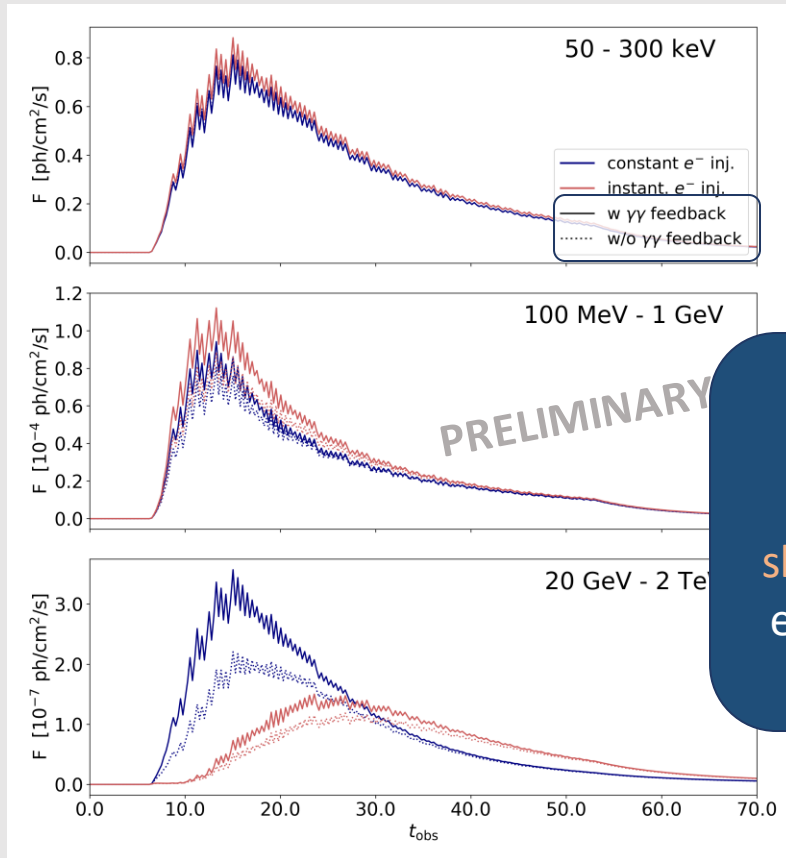 50 - 300 keV
0.8
0.6
0.4
0.2
0.0
F [ph/cm²/s]
constant e⁻ inj.
instant. e⁻ inj.
w γγ feedback
w/o γγ feedback
100 MeV - 1 GeV
1.2
1.0
0.8
0.6
0.4
0.2
0.0
F [10⁻⁴ ph/cm²/s]
PRELIMINARY
20 GeV - 2 Te
3.0
2.0
1.0
0.0
F [10⁻⁷ ph/cm²/s]
0.0 10.0 20.0 30.0 40.0 50.0 60.0 70.0
t_obs